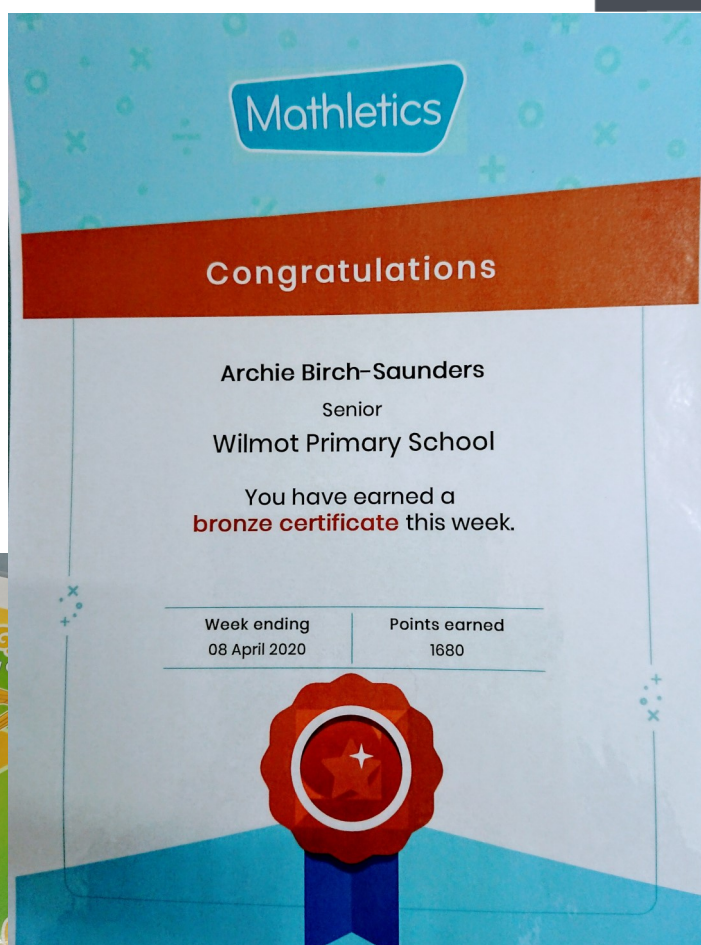 Mathletics
Congratulations
Archie Birch-Saunders
Senior
Wilmot Primary School
You have earned a
bronze certificate this week.
Week ending
Points earned
08 April 2020
1680